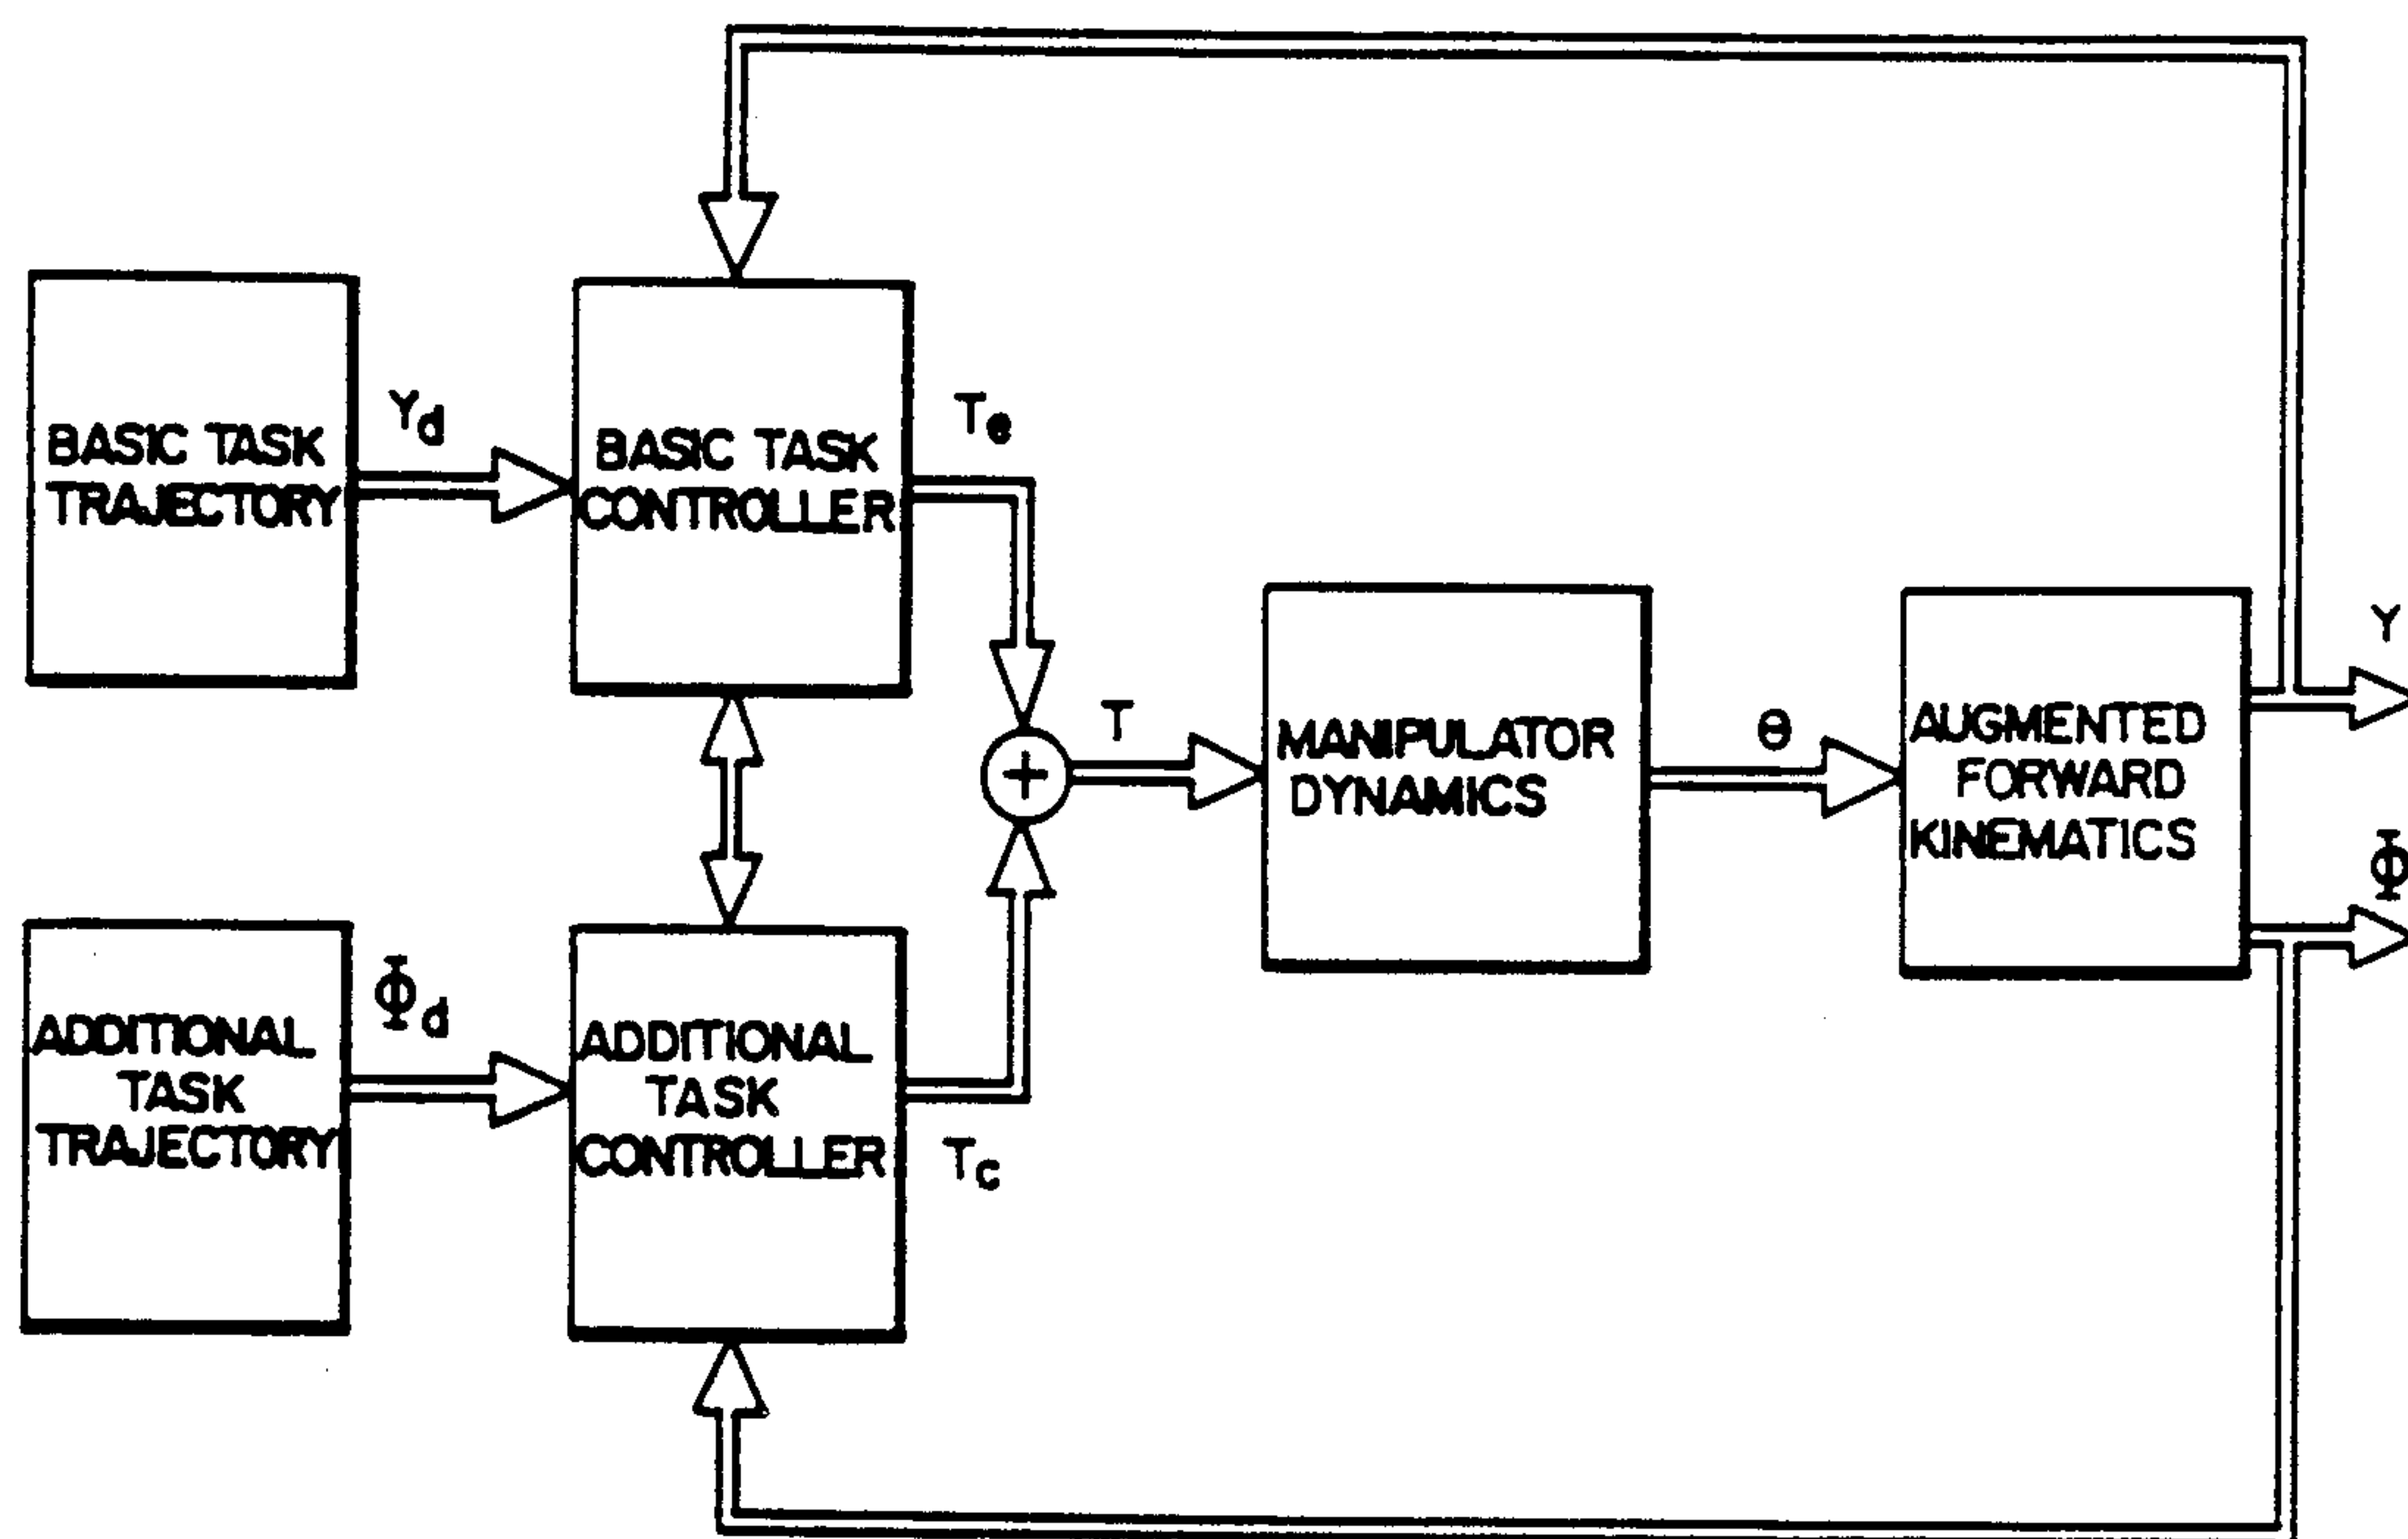 BASIC TASK
TRAJECTORY
Yd
BASIC TASK
CONTROLLER
Te
ADDITIONAL
TASK
TRAJECTORY
Φd
ADDITIONAL
TASK
CONTROLLER
Tc
+
T
MANIPULATOR
DYNAMICS
Θ
AUGMENTED
FORWARD
KINEMATICS
Y
Φ